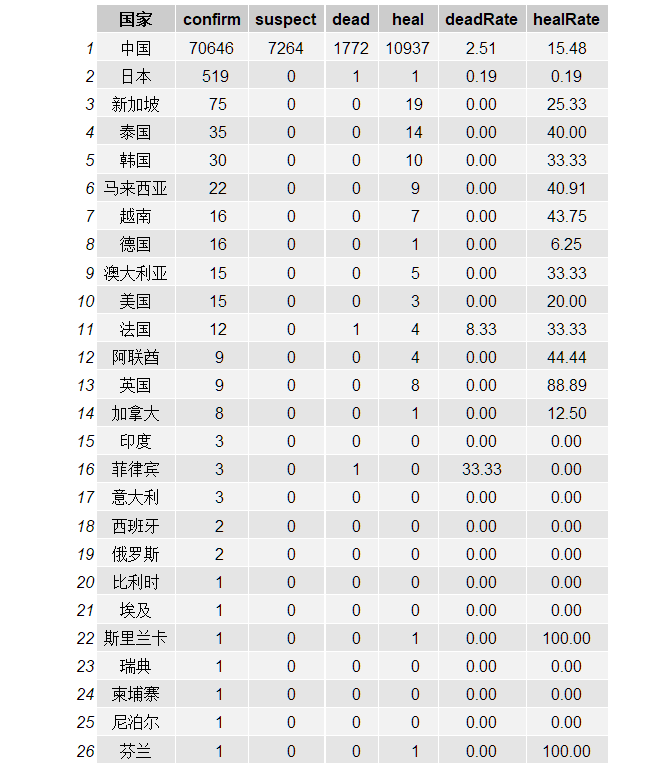 国家 confirm suspect dead heal deadRate healRate
1 中国 70646 7264 1772 10937 2.51 15.48
2 日本 519 0 1 1 0.19 0.19
3 新加坡 75 0 0 19 0.00 25.33
4 泰国 35 0 0 14 0.00 40.00
5 韩国 30 0 0 10 0.00 33.33
6 马来西亚 22 0 0 9 0.00 40.91
7 越南 16 0 0 7 0.00 43.75
8 德国 16 0 0 1 0.00 6.25
9 澳大利亚 15 0 0 5 0.00 33.33
10 美国 15 0 0 3 0.00 20.00
11 法国 12 0 1 4 8.33 33.33
12 阿联酋 9 0 0 4 0.00 44.44
13 英国 9 0 0 8 0.00 88.89
14 加拿大 8 0 0 1 0.00 12.50
15 印度 3 0 0 0 0.00 0.00
16 菲律宾 3 0 1 0 33.33 0.00
17 意大利 3 0 0 0 0.00 0.00
18 西班牙 2 0 0 0 0.00 0.00
19 俄罗斯 2 0 0 0 0.00 0.00
20 比利时 1 0 0 0 0.00 0.00
21 埃及 1 0 0 0 0.00 0.00
22 斯里兰卡 1 0 0 1 0.00 100.00
23 瑞典 1 0 0 0 0.00 0.00
24 柬埔寨 1 0 0 0 0.00 0.00
25 尼泊尔 1 0 0 0 0.00 0.00
26 芬兰 1 0 0 1 0.00 100.00